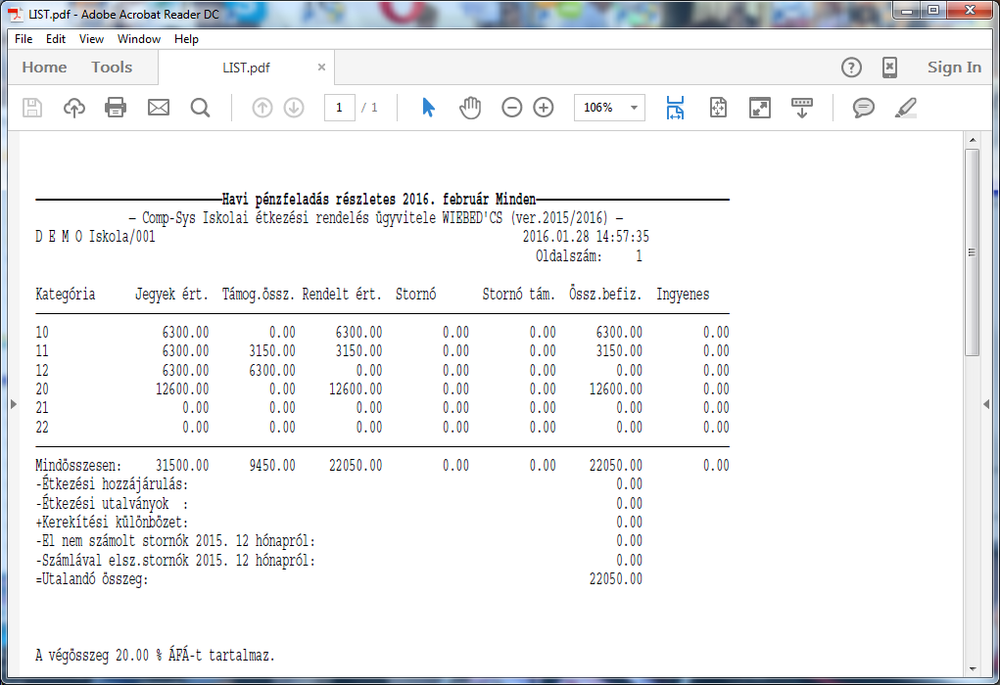 LIST.pdf - Adobe Acrobat Reader DC
File Edit View Window Help
Home Tools LIST.pdf × Sign In
1 / 1 106%
Havi pénzfeladás részletes 2016. február Minden
– Comp-Sys Iskolai étkezési rendelés ügyvitele WIEBED'CS (ver.2015/2016) –
D E M O Iskola/001 2016.01.28 14:57:35
Oldalszám: 1
Kategória Jegyek ért. Támog.össz. Rendelt ért. Stornó Stornó tám. Össz.befiz. Ingyenes
10 6300.00 0.00 6300.00 0.00 0.00 6300.00 0.00
11 6300.00 3150.00 3150.00 0.00 0.00 3150.00 0.00
12 6300.00 6300.00 0.00 0.00 0.00 0.00 0.00
20 12600.00 0.00 12600.00 0.00 0.00 12600.00 0.00
21 0.00 0.00 0.00 0.00 0.00 0.00 0.00
22 0.00 0.00 0.00 0.00 0.00 0.00 0.00
Mindösszesen: 31500.00 9450.00 22050.00 0.00 0.00 22050.00 0.00
-Étkezési hozzájárulás: 0.00
-Étkezési utalványok : 0.00
+Kerekítési különbözet: 0.00
-El nem számolt stornók 2015. 12 hónapról: 0.00
-Számlával elsz.stornók 2015. 12 hónapról: 0.00
=Utalandó összeg: 22050.00
A végösszeg 20.00 % ÁFÁ-t tartalmaz.